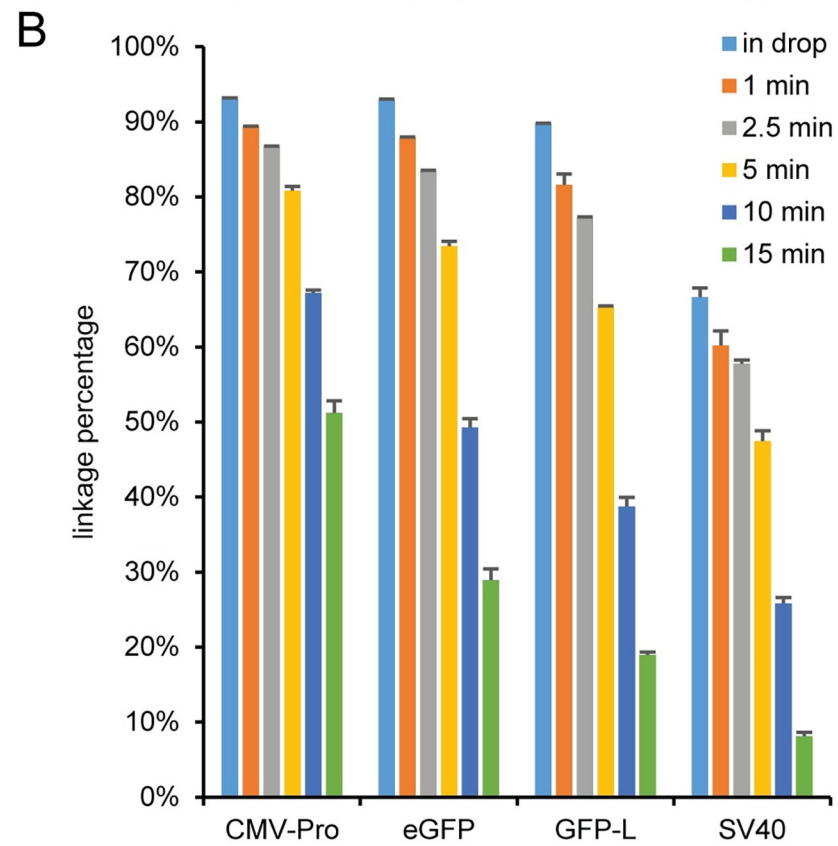 B
100%
90%
80%
70%
60%
50%
40%
30%
20%
10%
0%
linkage percentage
in drop
1 min
2.5 min
5 min
10 min
15 min
CMV-Pro
eGFP
GFP-L
SV40